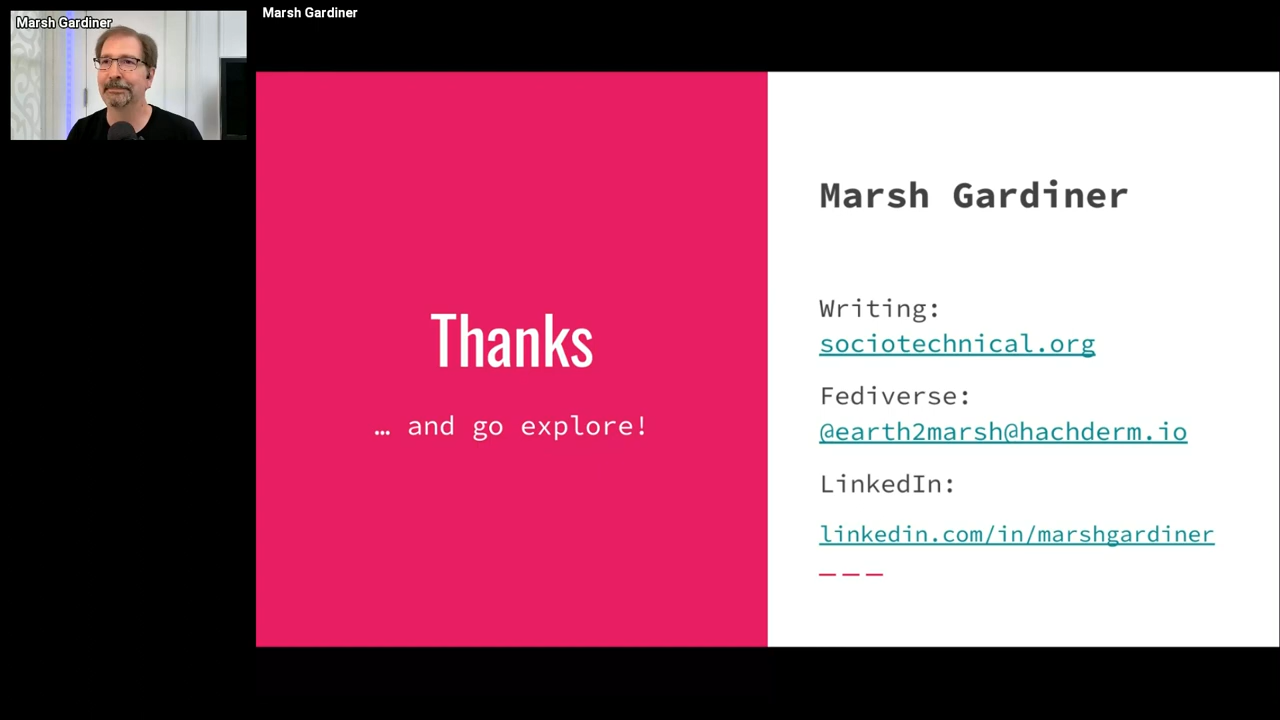 Marsh Gardiner
Marsh Gardiner
Thanks
… and go explore!
Marsh Gardiner
Writing:
sociotechnical.org
Fediverse:
@earth2marsh@hachderm.io
LinkedIn:
linkedin.com/in/marshgardiner